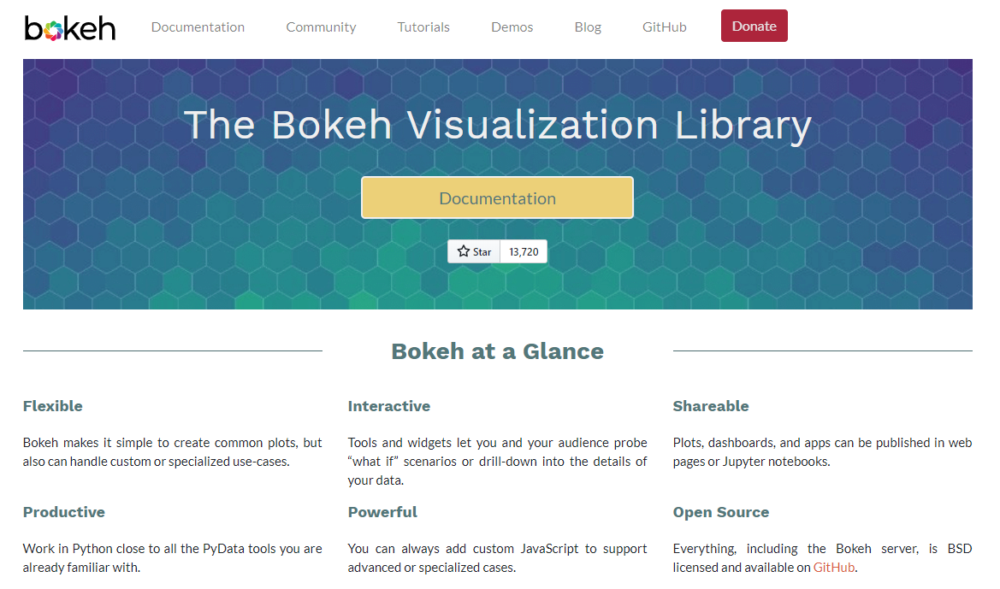 bokeh Documentation Community Tutorials Demos Blog GitHub Donate
The Bokeh Visualization Library
Documentation
Star 13,720
Bokeh at a Glance
Flexible
Bokeh makes it simple to create common plots, but
also can handle custom or specialized use-cases.
Interactive
Tools and widgets let you and your audience probe
“what if” scenarios or drill-down into the details of
your data.
Shareable
Plots, dashboards, and apps can be published in web
pages or Jupyter notebooks.
Productive
Work in Python close to all the PyData tools you are
already familiar with.
Powerful
You can always add custom JavaScript to support
advanced or specialized cases.
Open Source
Everything, including the Bokeh server, is BSD
licensed and available on GitHub.